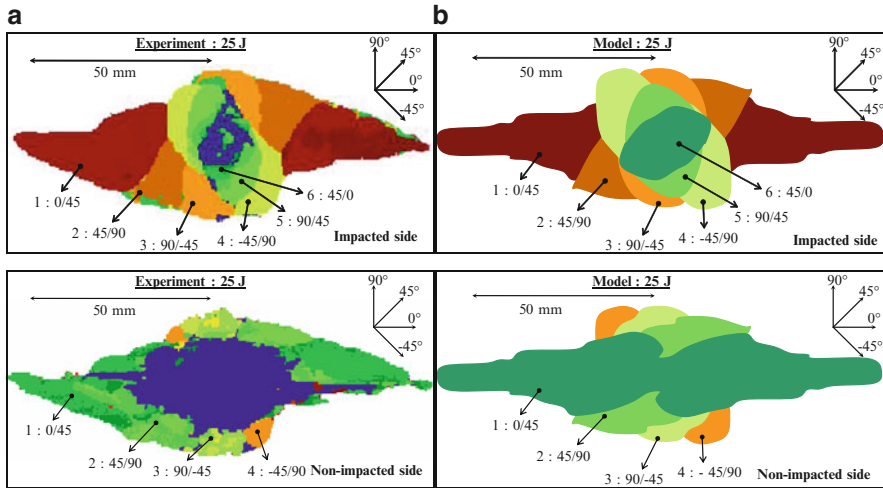 a
Experiment : 25 J
50 mm
90°
45°
0°
-45°
1 : 0/45
2 : 45/90
3 : 90/-45
4 : -45/90
5 : 90/45
6 : 45/0
Impacted side
b
Model : 25 J
50 mm
90°
45°
0°
-45°
1 : 0/45
2 : 45/90
3 : 90/-45
4 : -45/90
5 : 90/45
6 : 45/0
Impacted side
Experiment : 25 J
50 mm
90°
45°
0°
-45°
1 : 0/45
2 : 45/90
3 : 90/-45
4 : -45/90
Non-impacted side
Model : 25 J
50 mm
90°
45°
0°
-45°
1 : 0/45
2 : 45/90
3 : 90/-45
4 : - 45/90
Non-impacted side